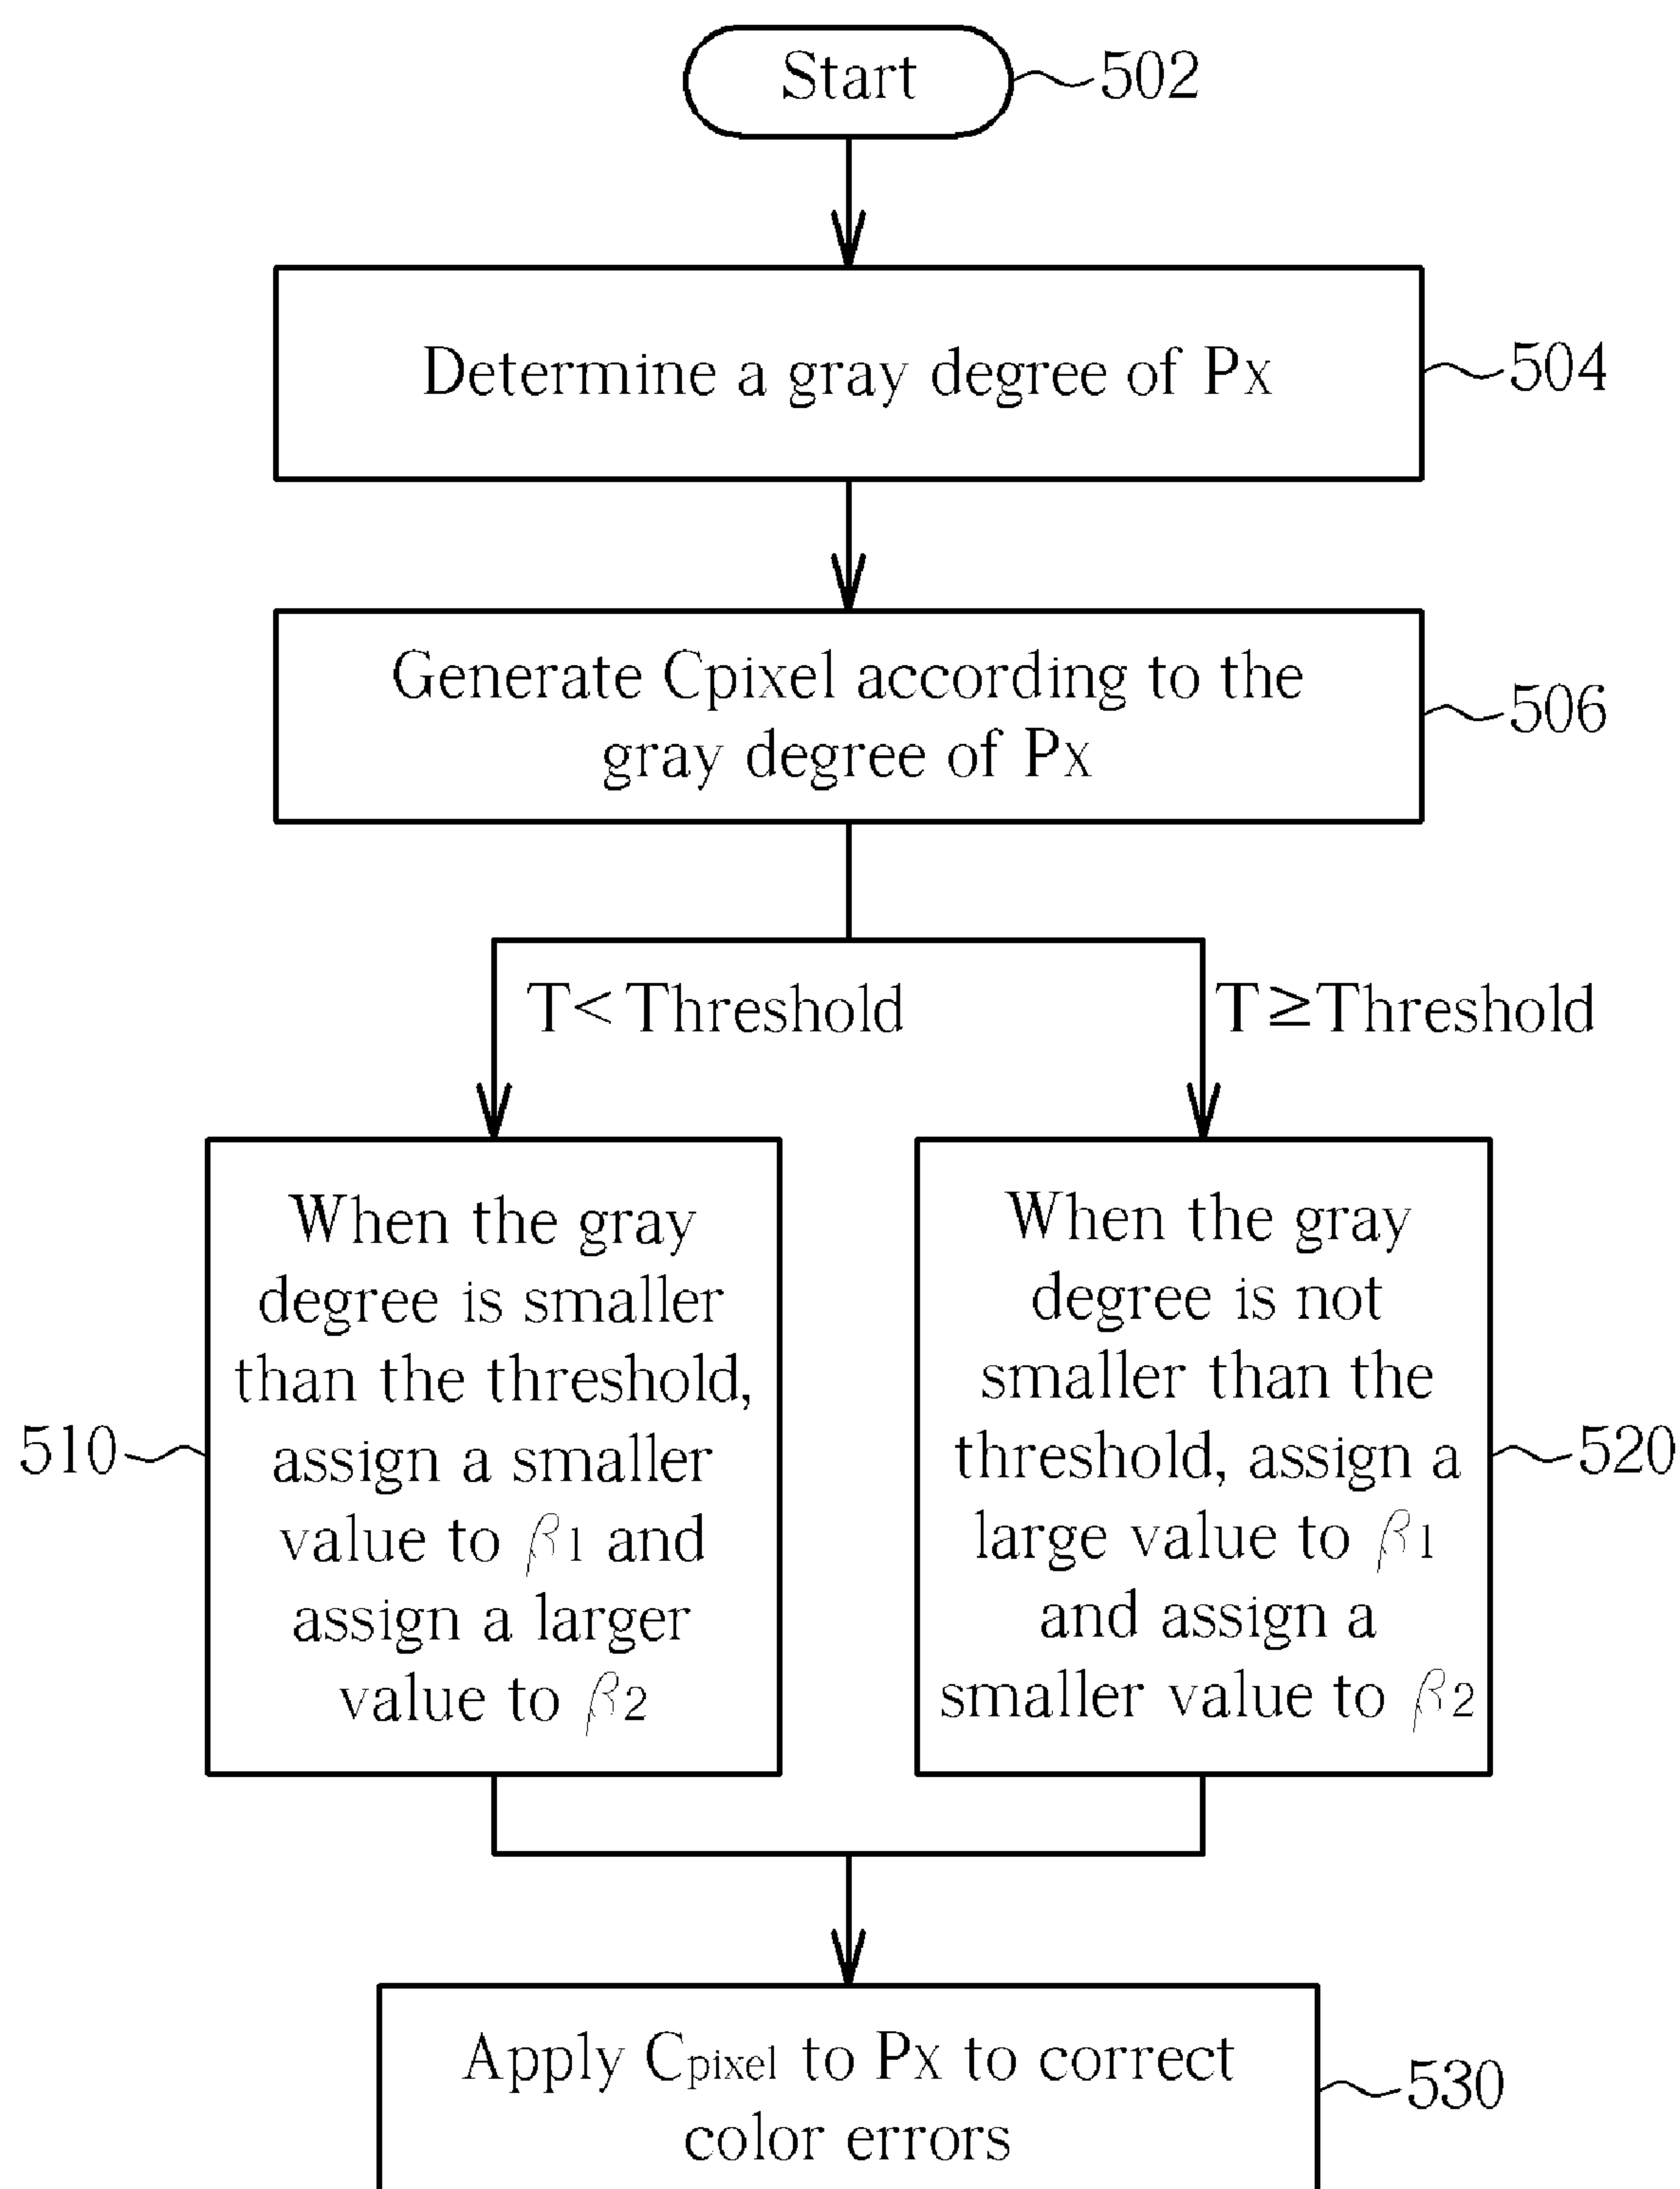 Start
502
Determine a gray degree of PX
504
Generate Cpixel according to the
gray degree of PX
506
T< Threshold
T≥Threshold
When the gray
degree is smaller
than the threshold,
assign a smaller
value to β1 and
assign a larger
value to β2
510
When the gray
degree is not
smaller than the
threshold, assign a
large value to β1
and assign a
smaller value to β2
520
Apply Cpixel to PX to correct
color errors
530